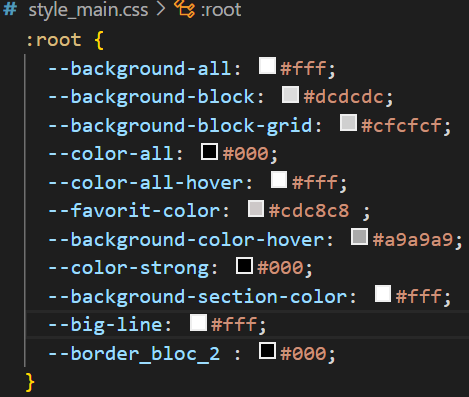 # style_main.css > :root
:root {
--background-all: #fff;
--background-block: #dcdcdc;
--background-block-grid: #cfcfcf;
--color-all: #000;
--color-all-hover: #fff;
--favorit-color: #cdc8c8 ;
--background-color-hover: #a9a9a9;
--color-strong: #000;
--background-section-color: #fff;
--big-line: #fff;
--border_bloc_2 : #000;
}